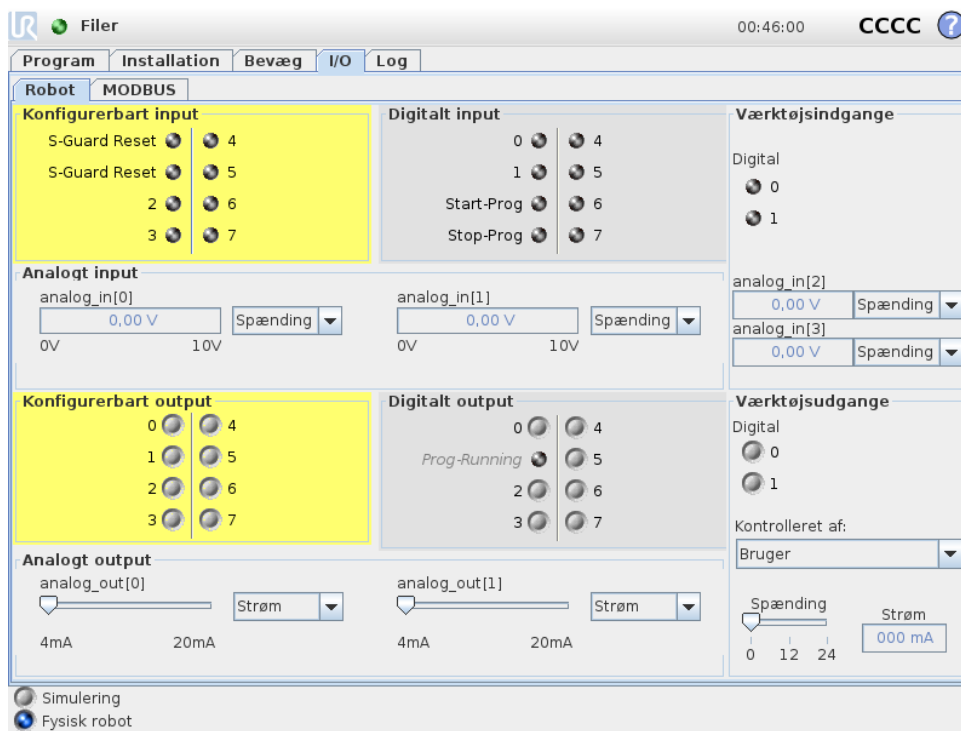 UR Filer 00:46:00 CCCC ?
Program Installation Bevæg I/O Log
Robot MODBUS
Konfigurerbart input
S-Guard Reset 4
S-Guard Reset 5
2 6
3 7
Digitalt input
0 4
1 5
Start-Prog 6
Stop-Prog 7
Værktøjsindgange
Digital
0
1
analog_in[2]
0,00 V Spænding
analog_in[3]
0,00 V Spænding
Analogt input
analog_in[0]
0,00 V Spænding
0V 10V
analog_in[1]
0,00 V Spænding
0V 10V
Konfigurerbart output
0 4
1 5
2 6
3 7
Digitalt output
0 4
Prog-Running 5
2 6
3 7
Værktøjsudgange
Digital
0
1
Kontrolleret af:
Bruger
Spænding
0 12 24
Strøm
000 mA
Analogt output
analog_out[0]
Strøm
4mA 20mA
analog_out[1]
Strøm
4mA 20mA
Simulering
Fysisk robot